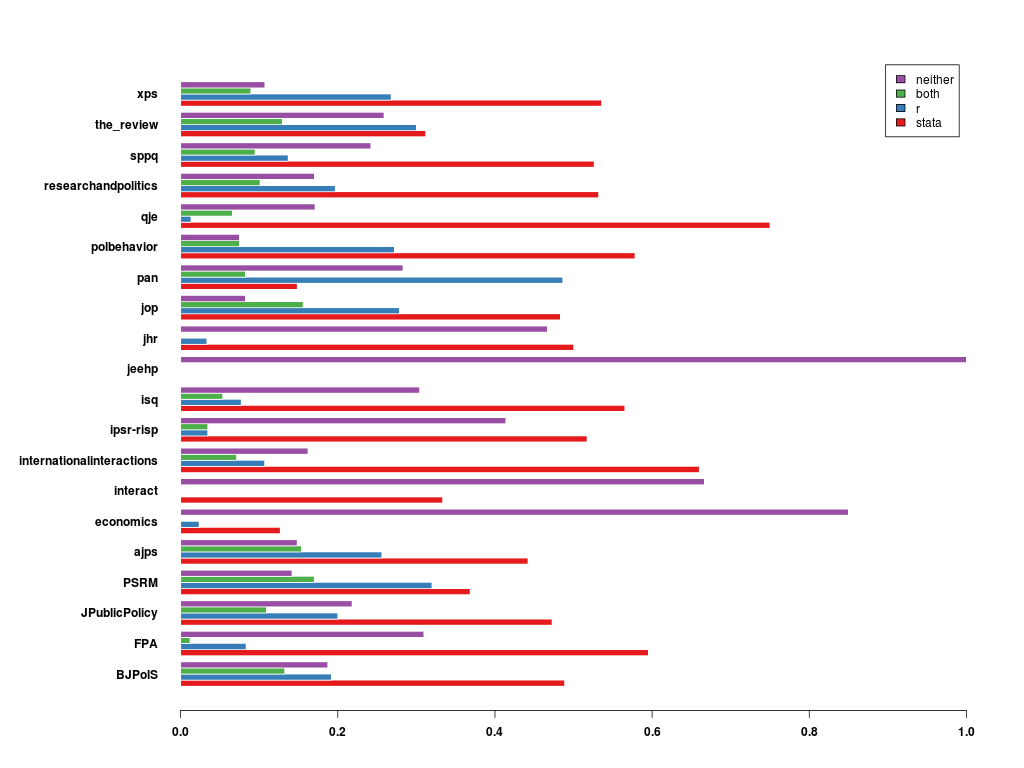 neither
both
r
stata
xps
the_review
sppq
researchandpolitics
qje
polbehavior
pan
jop
jhr
jeehp
isq
ipsr-risp
internationalinteractions
interact
economics
ajps
PSRM
JPublicPolicy
FPA
BJPolS
0.0 0.2 0.4 0.6 0.8 1.0